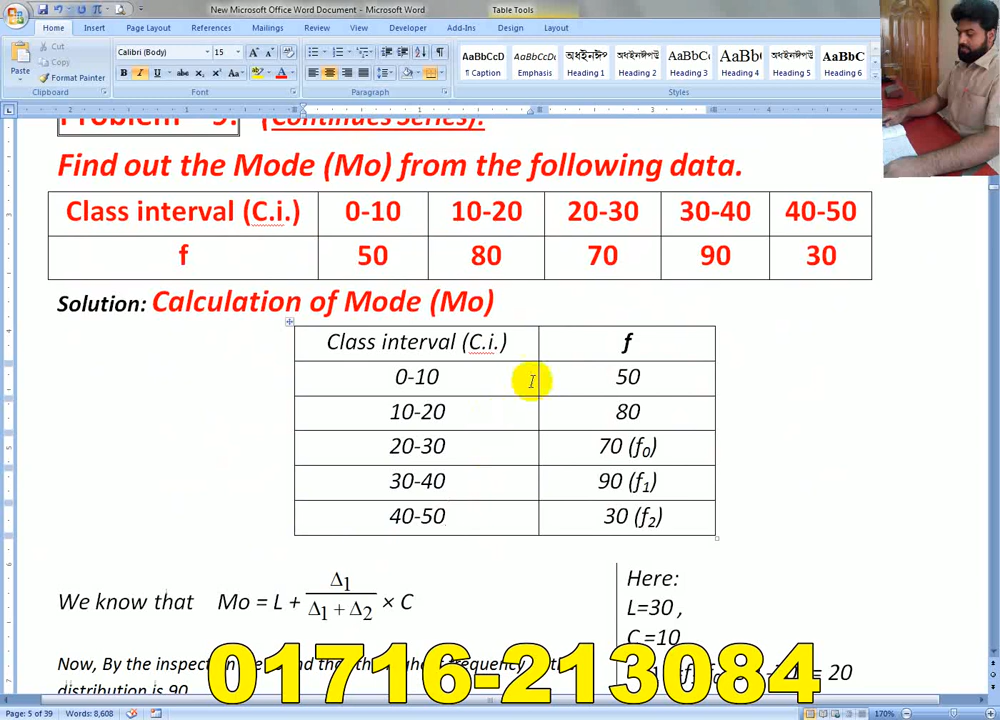 New Microsoft Office Word Document - Microsoft Word
Table Tools
Home Insert Page Layout References Mailings Review View Developer Add-Ins Design Layout
Cut
Copy
Format Painter
Paste
Clipboard
Calibri (Body) 15
Font
Paragraph
AaBbCcD AaBbCcDc AaBbC AaBbCcD AaBbCcI
¶ Caption Emphasis Heading 1 Heading 2 Heading 3 Heading 4 Heading 5 Heading 6
Styles
(Continues Series):
Find out the Mode (Mo) from the following data.
Class interval (C.i.) 0-10 10-20 20-30 30-40 40-50
f 50 80 70 90 30
Solution: Calculation of Mode (Mo)
Class interval (C.i.) f
0-10 50
10-20 80
20-30 70 (f₀)
30-40 90 (f₁)
40-50 30 (f₂)
We know that Mo = L + Δ₁ / (Δ₁ + Δ₂) × C
Here:
L=30 ,
C =10
= 20
Now, By the inspection
distribution is 90
01716-213084
Page: 5 of 39 Words: 8,608 170%